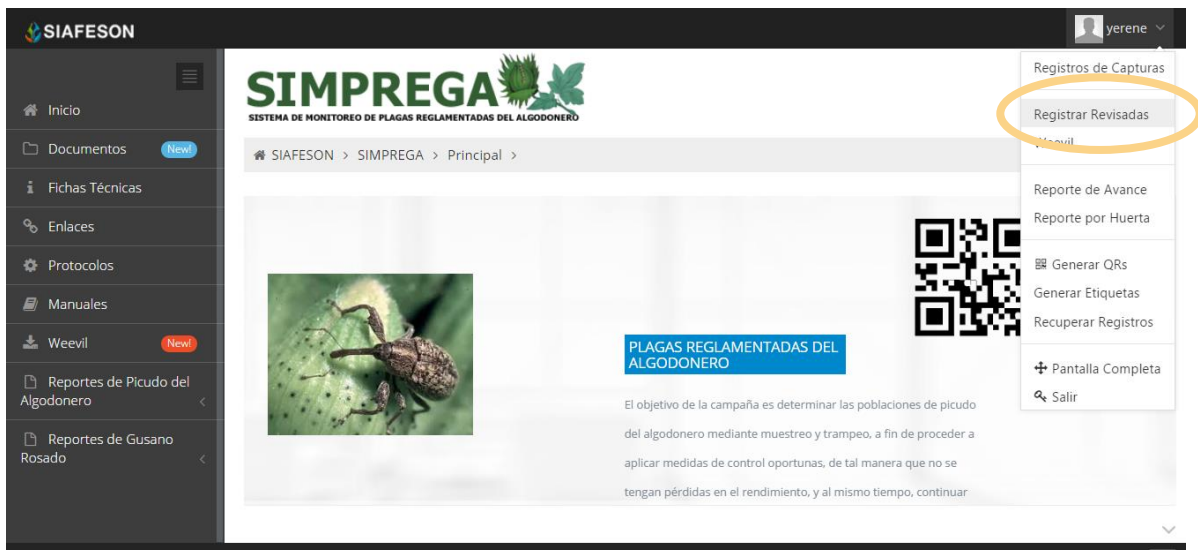 SIAFESON
yerene
Inicio
Documentos New!
Fichas Técnicas
Enlaces
Protocolos
Manuales
Weevil New!
Reportes de Picudo del
Algodonero
Reportes de Gusano
Rosado
SIMPREGA
SISTEMA DE MONITOREO DE PLAGAS REGLAMENTADAS DEL ALGODONERO
SIAFESON > SIMPREGA > Principal >
PLAGAS REGLAMENTADAS DEL
ALGODONERO
El objetivo de la campaña es determinar las poblaciones de picudo
del algodonero mediante muestreo y trampeo, a fin de proceder a
aplicar medidas de control oportunas, de tal manera que no se
tengan pérdidas en el rendimiento, y al mismo tiempo, continuar
Registros de Capturas
Registrar Revisadas
Weevil
Reporte de Avance
Reporte por Huerta
Generar QRs
Generar Etiquetas
Recuperar Registros
Pantalla Completa
Salir